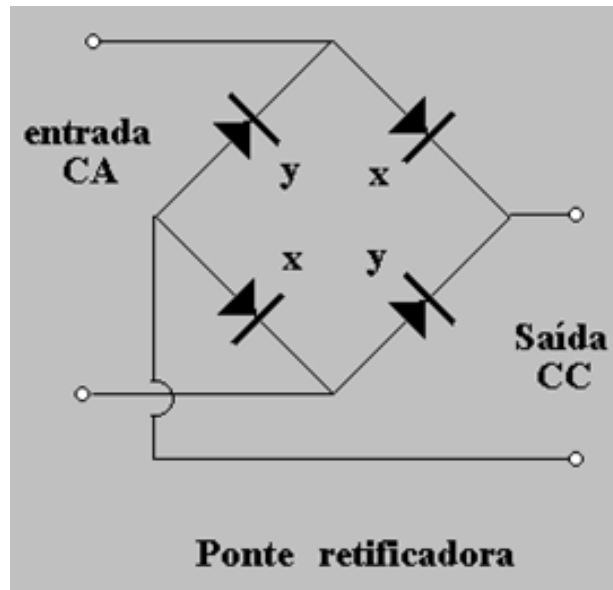 entrada
CA
y
x
x
y
Saída
CC
Ponte retificadora